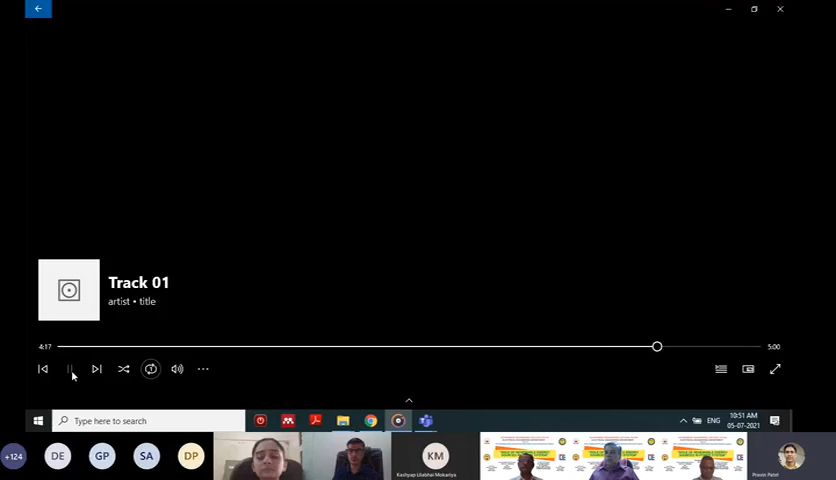 Track 01
artist • title
4:17
5:00
Type here to search
ENG
10:51 AM
05-07-2021
+124
DE
GP
SA
DP
KM
Kashyap Lilabhai Mokariya
Pravin Patel